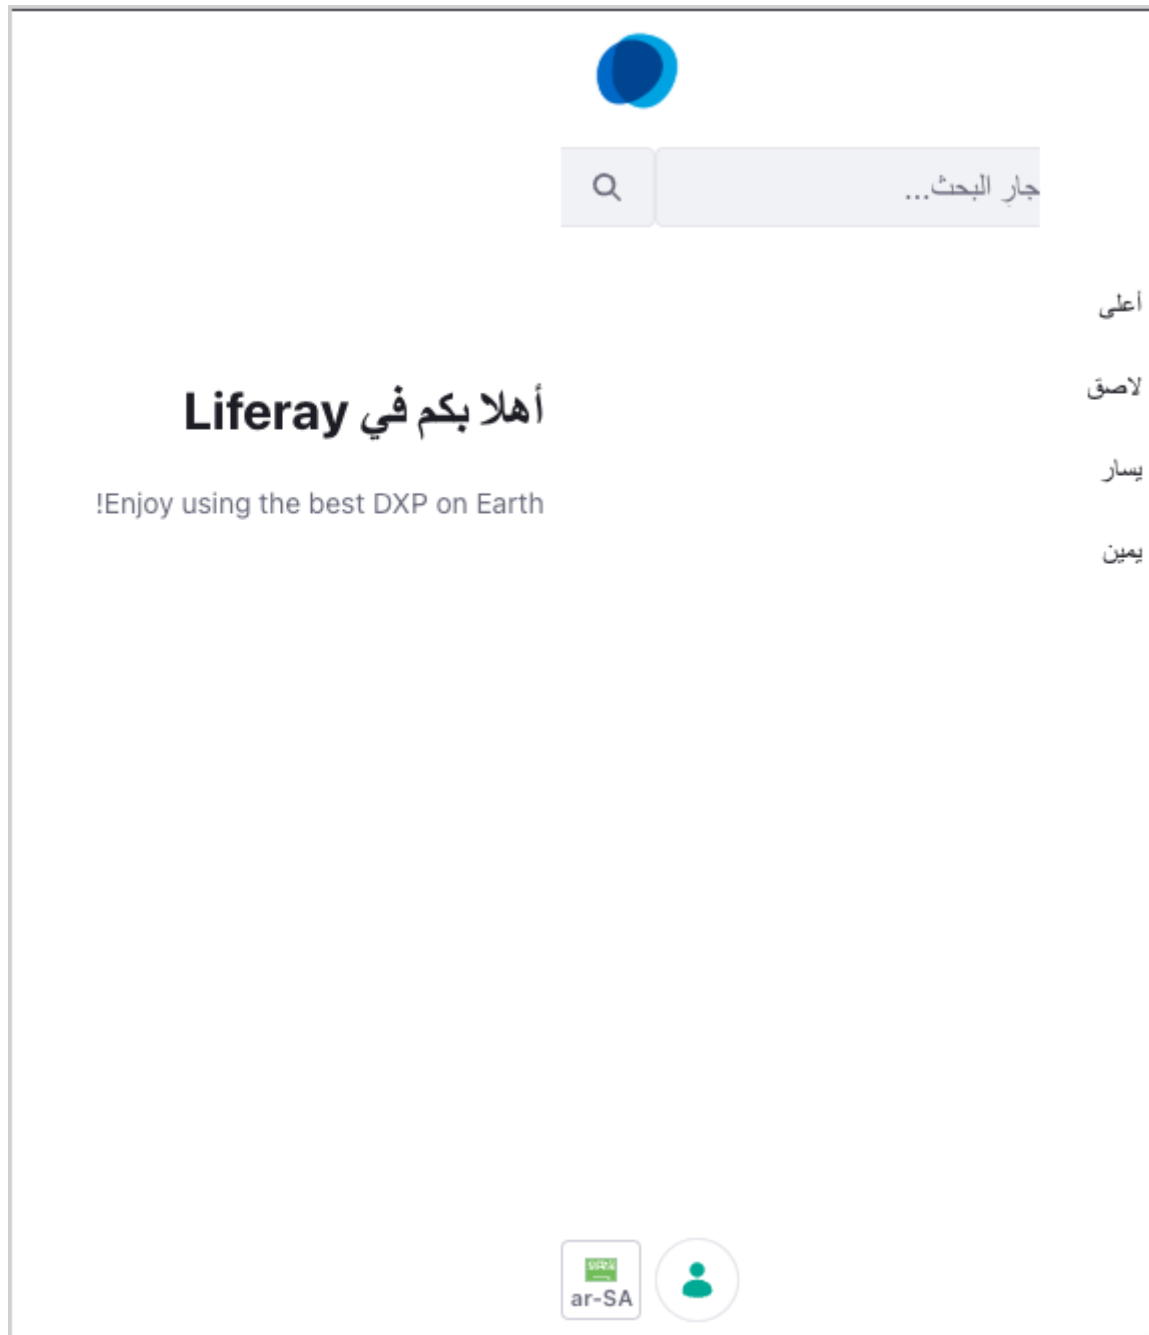 جارِ البحث...
أعلى
لاصق
يسار
يمين
أهلا بكم في Liferay
Enjoy using the best DXP on Earth!
ar-SA